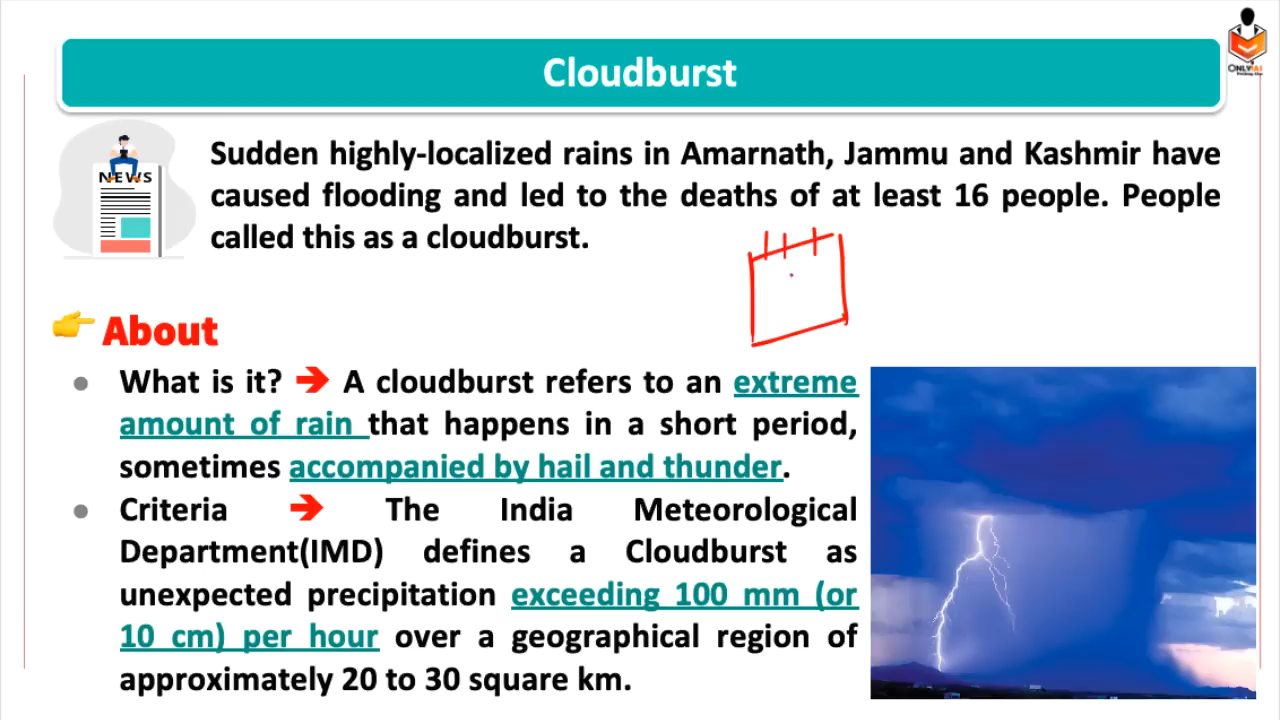 Cloudburst
NEWS
Sudden highly-localized rains in Amarnath, Jammu and Kashmir have
caused flooding and led to the deaths of at least 16 people. People
called this as a cloudburst.
About
What is it? ➔ A cloudburst refers to an extreme
amount of rain that happens in a short period,
sometimes accompanied by hail and thunder.
Criteria ➔ The India Meteorological
Department(IMD) defines a Cloudburst as
unexpected precipitation exceeding 100 mm (or
10 cm) per hour over a geographical region of
approximately 20 to 30 square km.